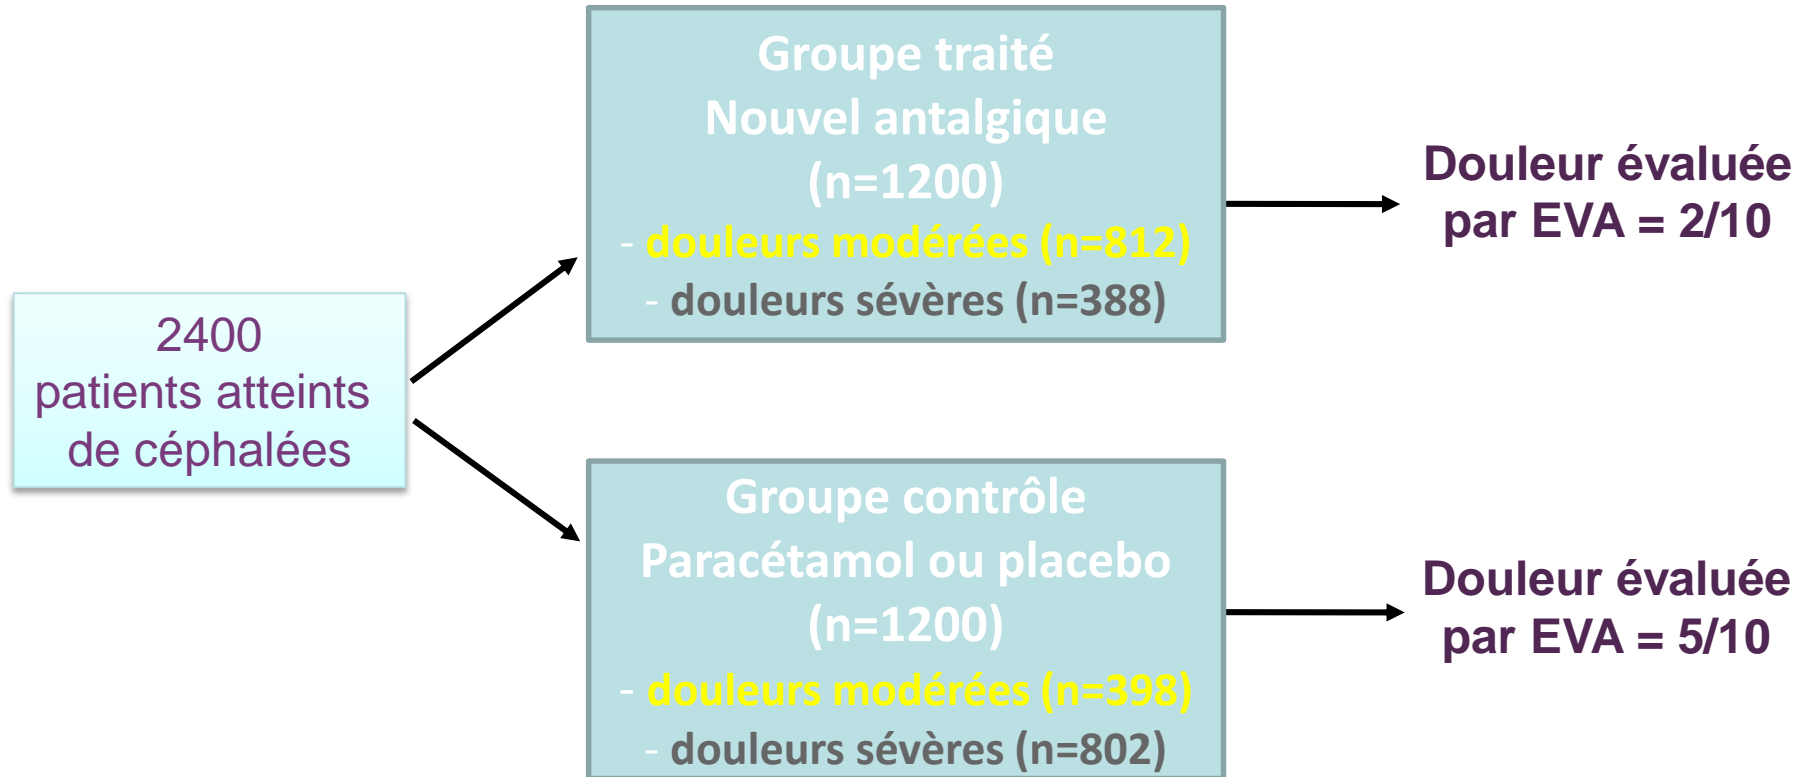 2400
patients atteints
de céphalées
Groupe traité
Nouvel antalgique
(n=1200)
- douleurs modérées (n=812)
- douleurs sévères (n=388)
Douleur évaluée
par EVA = 2/10
Groupe contrôle
Paracétamol ou placebo
(n=1200)
- douleurs modérées (n=398)
- douleurs sévères (n=802)
Douleur évaluée
par EVA = 5/10